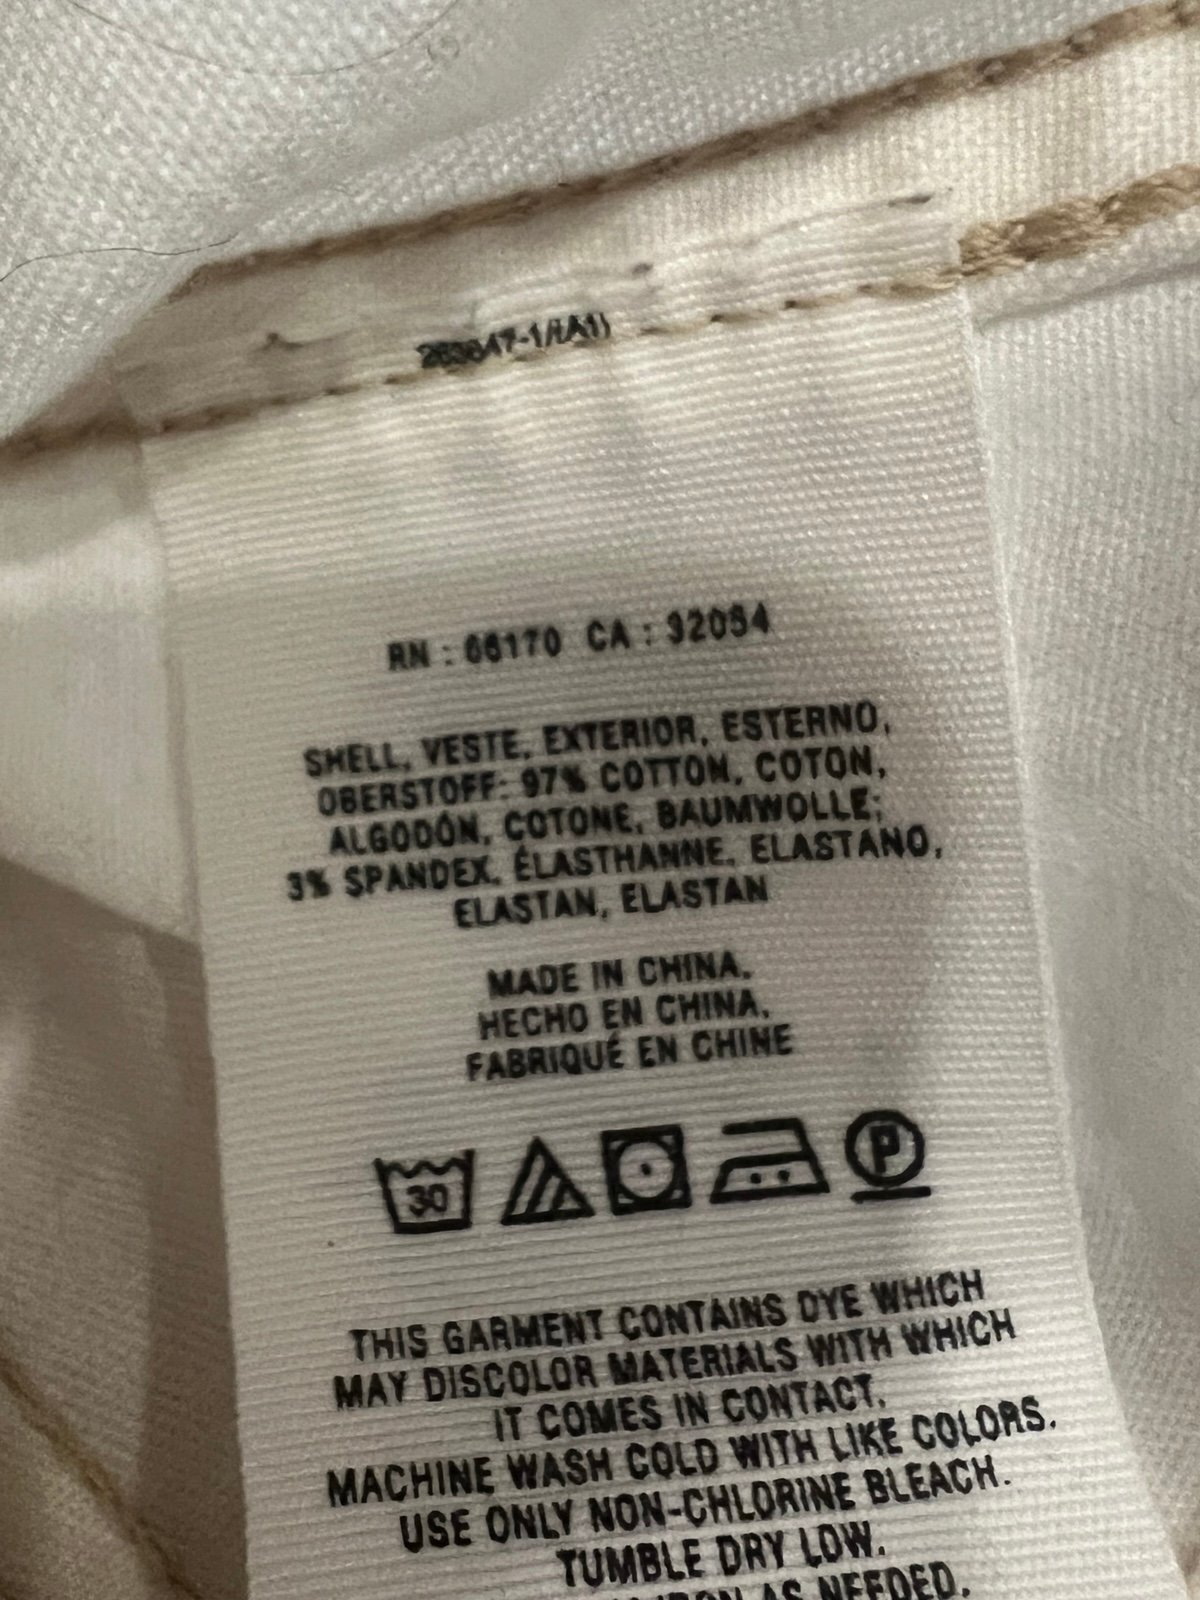 RN : 66170 CA : 32054
SHELL, VESTE, EXTERIOR, ESTERNO,
OBERSTOFF: 97% COTTON, COTON,
ALGODÓN, COTONE, BAUMWOLLE;
3% SPANDEX, ÉLASTHANNE, ELASTANO,
ELASTAN, ELASTAN
MADE IN CHINA.
HECHO EN CHINA.
FABRIQUÉ EN CHINE
30
P
THIS GARMENT CONTAINS DYE WHICH
MAY DISCOLOR MATERIALS WITH WHICH
IT COMES IN CONTACT.
MACHINE WASH COLD WITH LIKE COLORS.
USE ONLY NON-CHLORINE BLEACH.
TUMBLE DRY LOW.
IRON AS NEEDED.